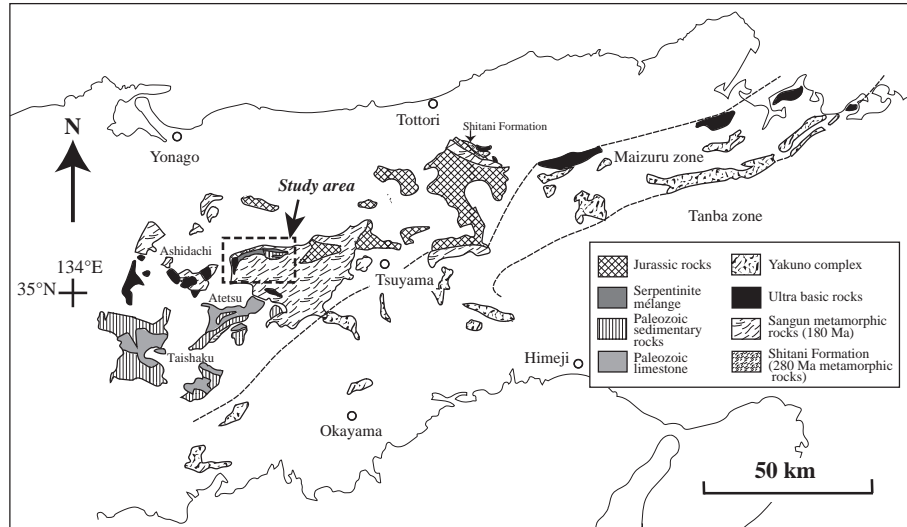 Tottori
Shitani Formation
N
Yonago
Maizuru zone
Study area
Tanba zone
Ashidachi
134°E
35°N
Tsuyama
Atetsu
Taishaku
Himeji
Okayama
Jurassic rocks
Serpentinite
mélange
Paleozoic
sedimentary
rocks
Paleozoic
limestone
Yakuno complex
Ultra basic rocks
Sangun metamorphic
rocks (180 Ma)
Shitani Formation
(280 Ma metamorphic
rocks)
50 km